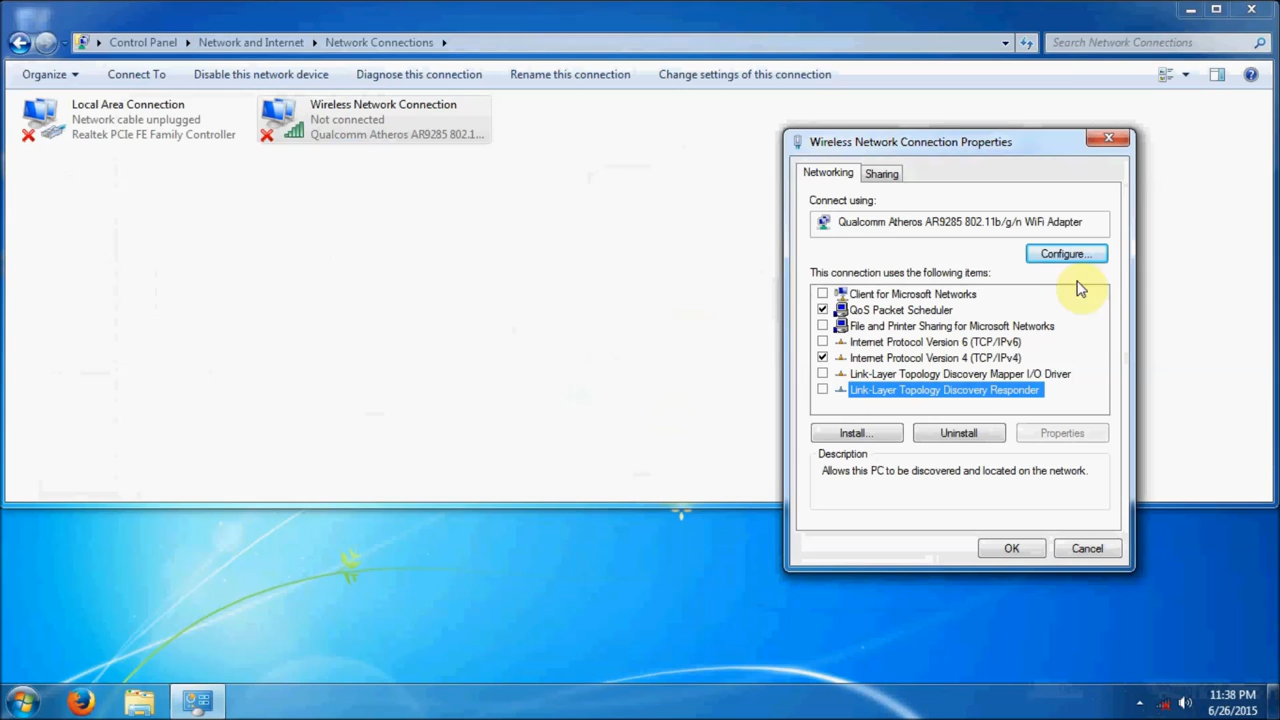 Control Panel Network and Internet Network Connections
Search Network Connections
Organize Connect To Disable this network device Diagnose this connection Rename this connection Change settings of this connection
Local Area Connection
Network cable unplugged
Realtek PCIe FE Family Controller
Wireless Network Connection
Not connected
Qualcomm Atheros AR9285 802.1...
Wireless Network Connection Properties
Networking Sharing
Connect using:
Qualcomm Atheros AR9285 802.11b/g/n WiFi Adapter
Configure...
This connection uses the following items:
Client for Microsoft Networks
QoS Packet Scheduler
File and Printer Sharing for Microsoft Networks
Internet Protocol Version 6 (TCP/IPv6)
Internet Protocol Version 4 (TCP/IPv4)
Link-Layer Topology Discovery Mapper I/O Driver
Link-Layer Topology Discovery Responder
Install... Uninstall Properties
Description
Allows this PC to be discovered and located on the network.
OK Cancel
11:38 PM
6/26/2015